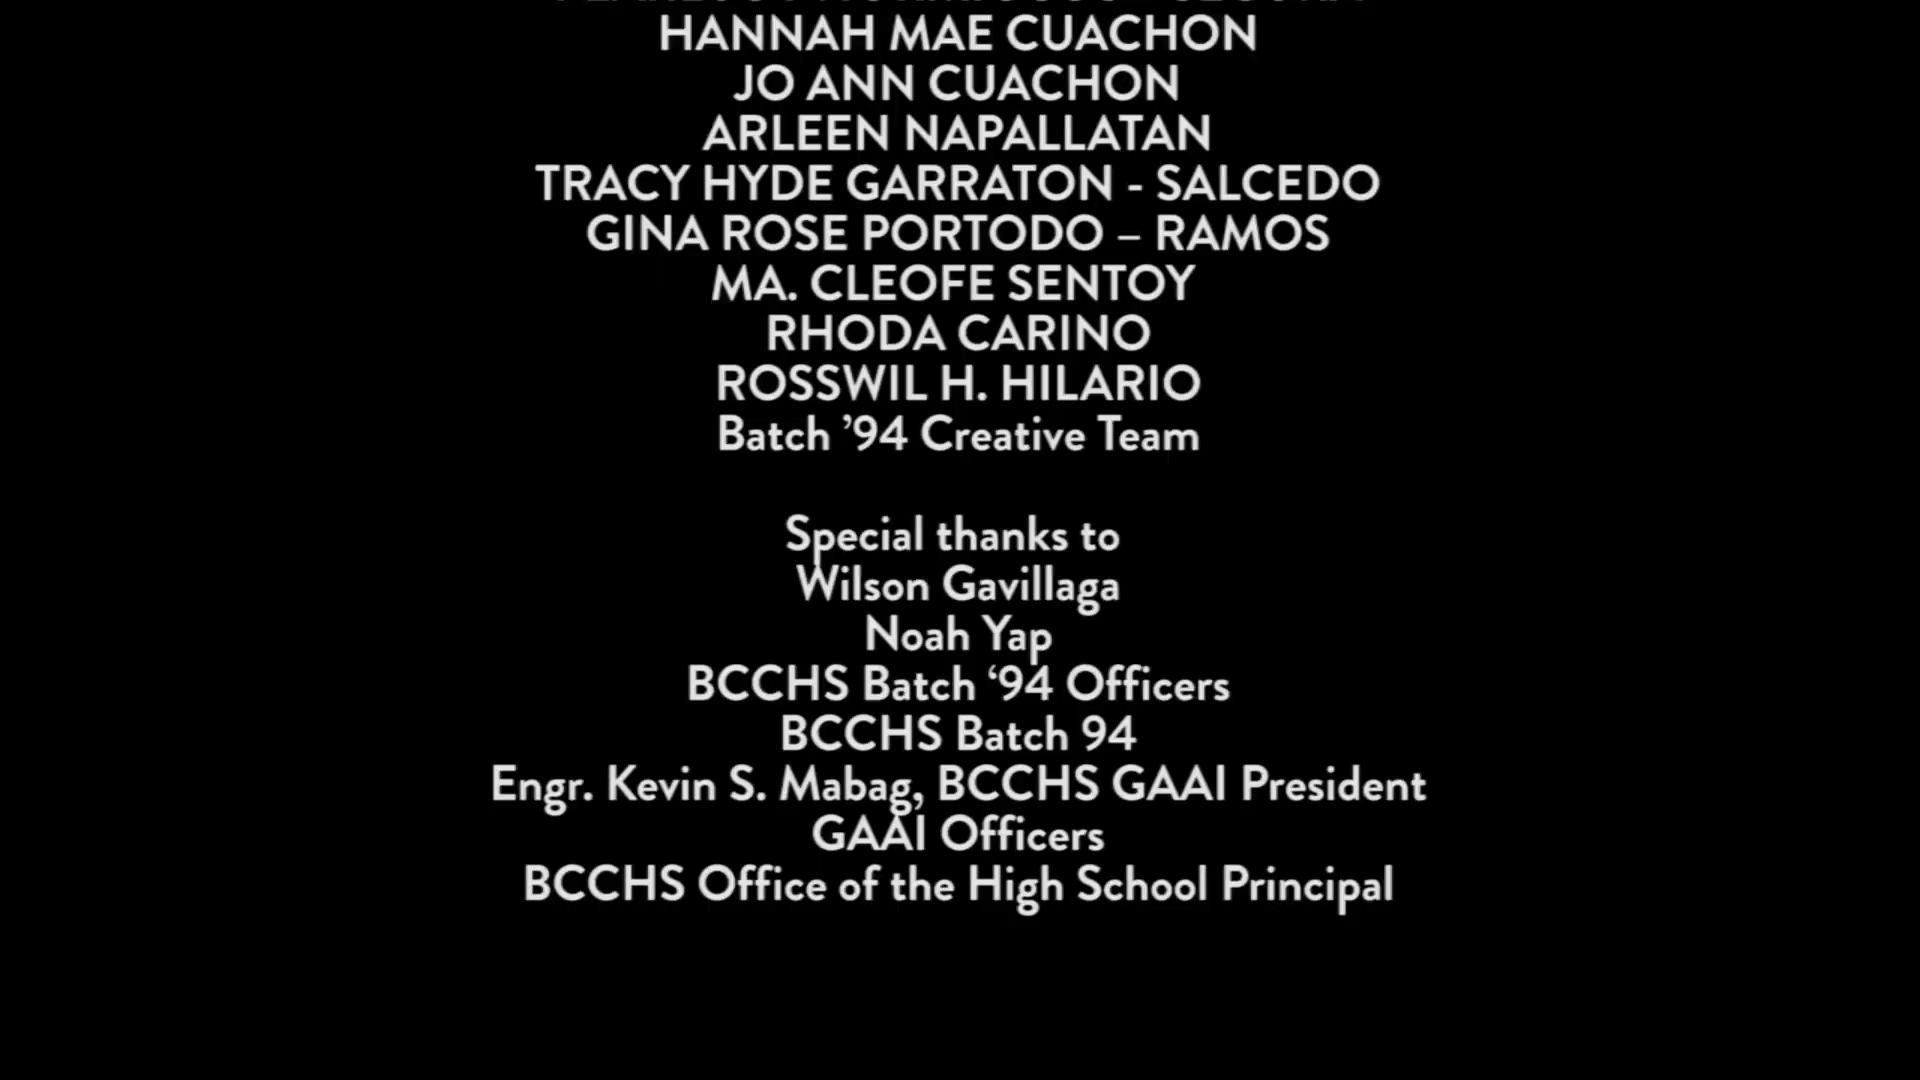 HANNAH MAE CUACHON
JO ANN CUACHON
ARLEEN NAPALLATAN
TRACY HYDE GARRATON - SALCEDO
GINA ROSE PORTODO – RAMOS
MA. CLEOFE SENTOY
RHODA CARINO
ROSSWIL H. HILARIO
Batch ’94 Creative Team
Special thanks to
Wilson Gavillaga
Noah Yap
BCCHS Batch ‘94 Officers
BCCHS Batch 94
Engr. Kevin S. Mabag, BCCHS GAAI President
GAAI Officers
BCCHS Office of the High School Principal